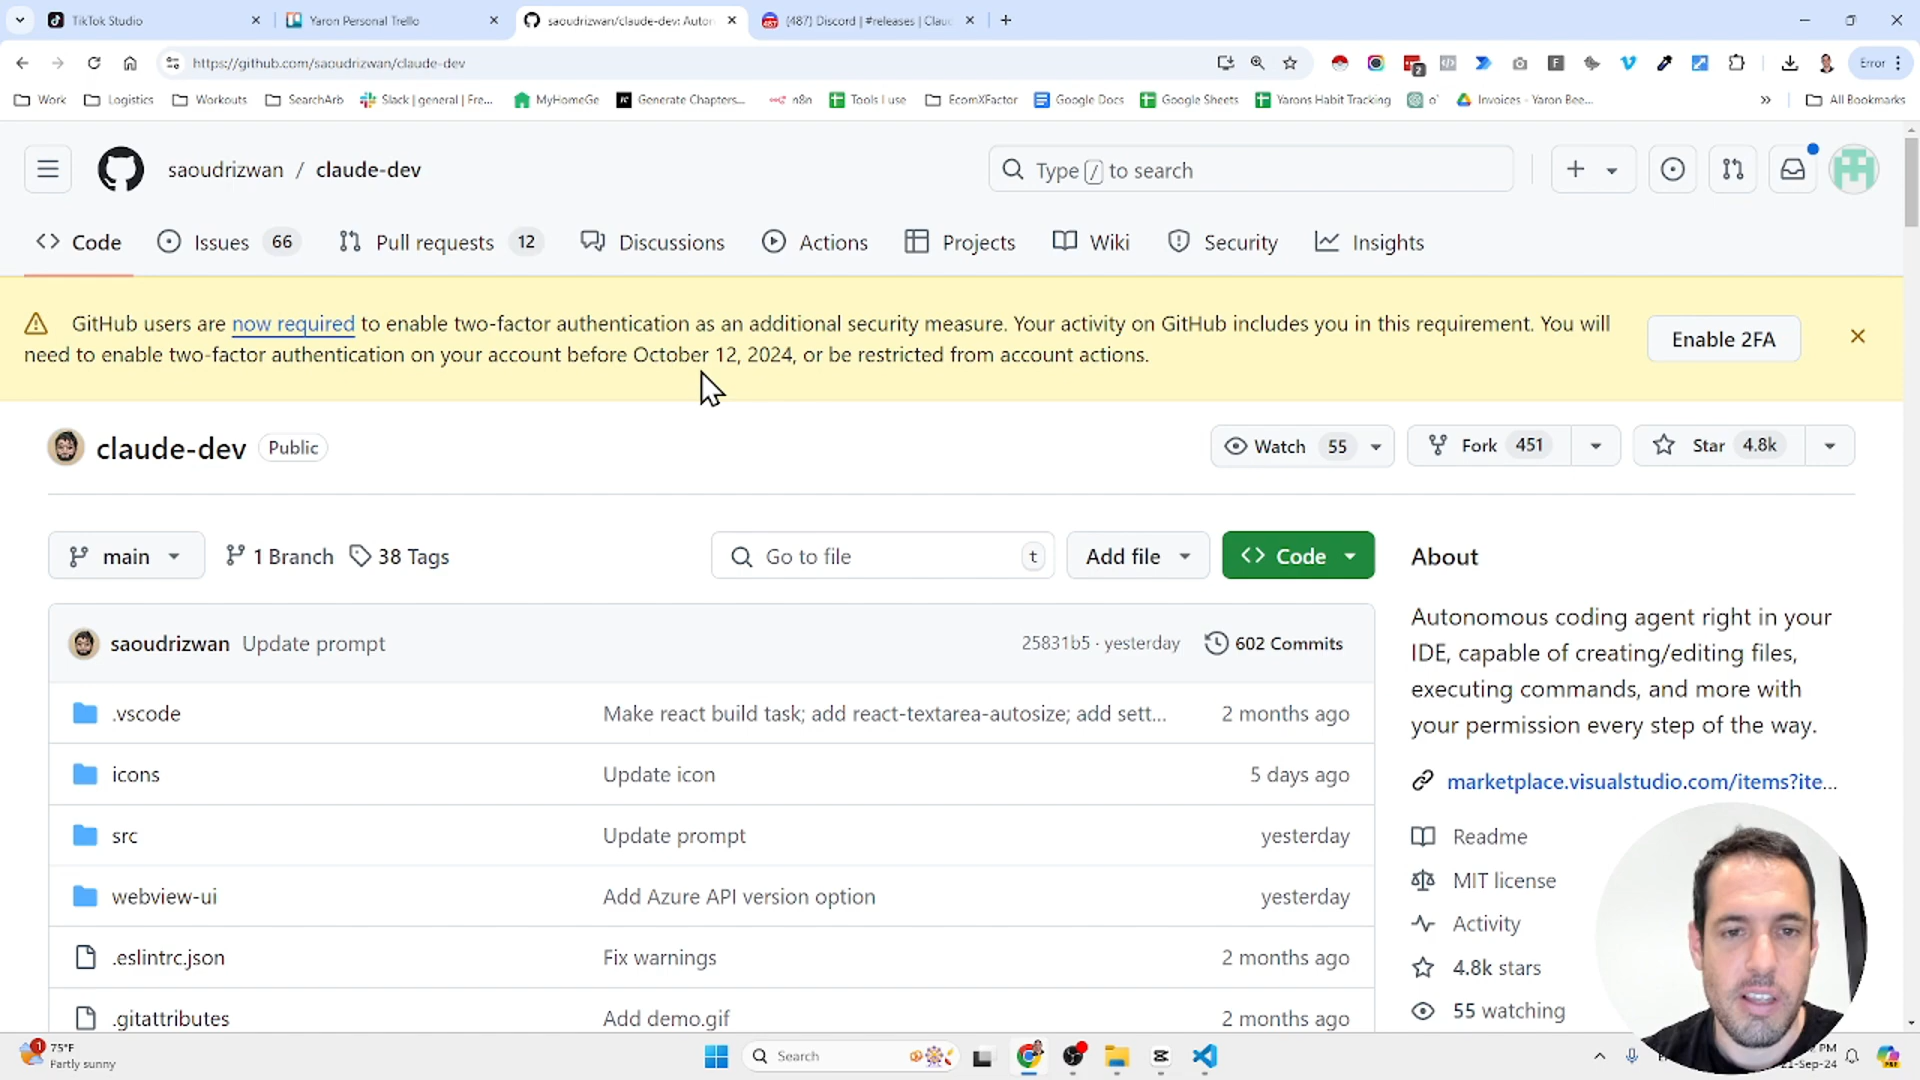 TikTok Studio
Yaron Personal Trello
saoudrizwan/claude-dev: Auton
(487) Discord | #releases | Clau
https://github.com/saoudrizwan/claude-dev
Error
Work
Logistics
Workouts
SearchArb
Slack | general | Fre...
MyHomeGe
Generate Chapters...
n8n
Tools I use
EcomXFactor
Google Docs
Google Sheets
Yarons Habit Tracking
o'
Invoices - Yaron Bee...
All Bookmarks
saoudrizwan / claude-dev
Type / to search
Code
Issues 66
Pull requests 12
Discussions
Actions
Projects
Wiki
Security
Insights
GitHub users are now required to enable two-factor authentication as an additional security measure. Your activity on GitHub includes you in this requirement. You will
need to enable two-factor authentication on your account before October 12, 2024, or be restricted from account actions.
Enable 2FA
claude-dev Public
Watch 55
Fork 451
Star 4.8k
main
1 Branch
38 Tags
Go to file t
Add file
Code
saoudrizwan Update prompt 25831b5 · yesterday 602 Commits
.vscode Make react build task; add react-textarea-autosize; add sett... 2 months ago
icons Update icon 5 days ago
src Update prompt yesterday
webview-ui Add Azure API version option yesterday
.eslintrc.json Fix warnings 2 months ago
.gitattributes Add demo.gif 2 months ago
About
Autonomous coding agent right in your
IDE, capable of creating/editing files,
executing commands, and more with
your permission every step of the way.
marketplace.visualstudio.com/items?ite...
Readme
MIT license
Activity
4.8k stars
55 watching
1
75°F
Partly sunny
Search
PM
21-Sep-24